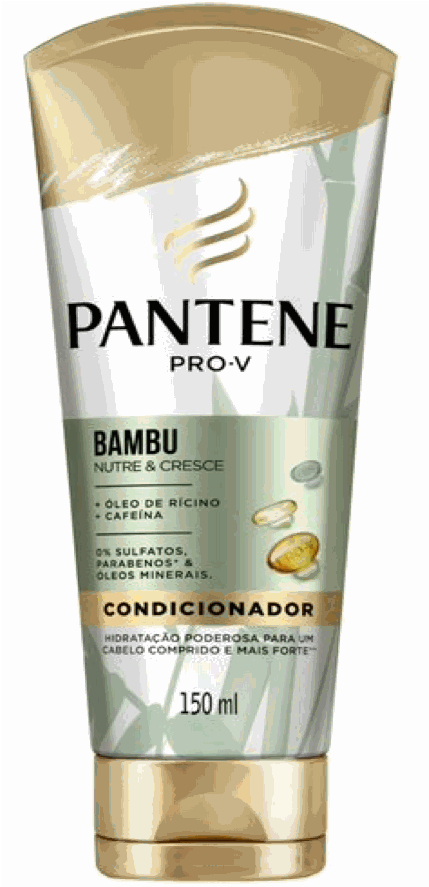 PANTENE
PRO-V
BAMBU
NUTRE & CRESCE
+ ÓLEO DE RÍCINO
+ CAFEÍNA
0% SULFATOS,
PARABENOS* &
ÓLEOS MINERAIS.
CONDICIONADOR
HIDRATAÇÃO PODEROSA PARA UM
CABELO COMPRIDO E MAIS FORTE**
150 ml